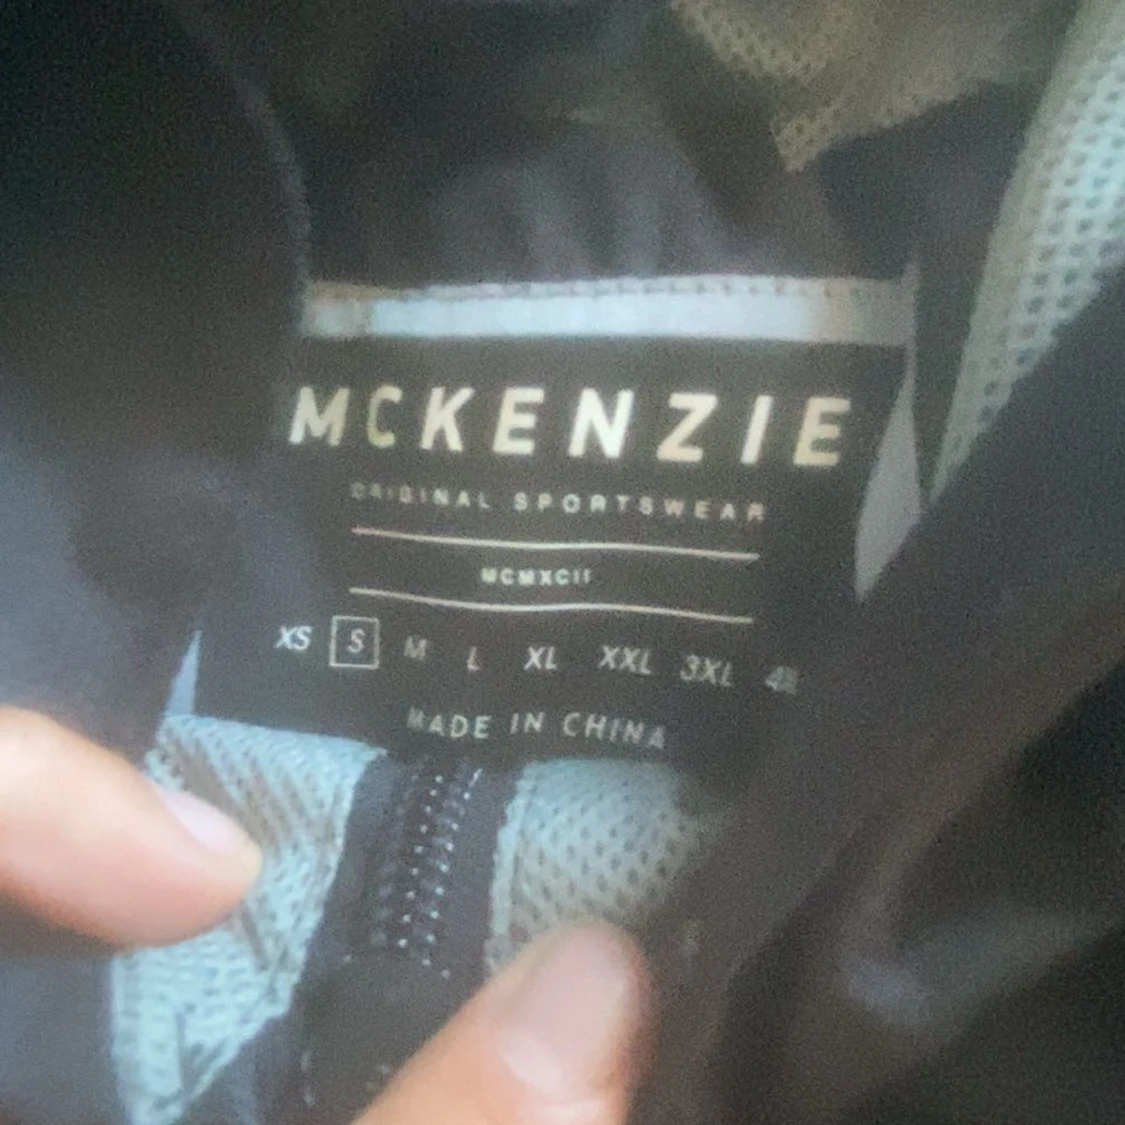 MCKENZIE
ORIGINAL SPORTSWEAR
MCMXCII
XS S M L XL XXL 3XL
MADE IN CHINA